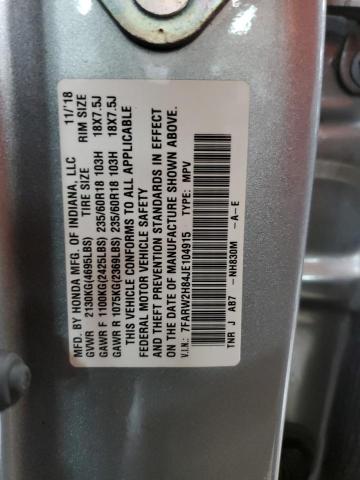 MFD. BY HONDA MFG. OF INDIANA, LLC 11/'18
GVWR 2130KG(4695LBS) TIRE SIZE RIM SIZE
GAWR F 1100KG(2425LBS) 235/60R18 103H 18X7.5J
GAWR R 1075KG(2369LBS) 235/60R18 103H 18X7.5J
THIS VEHICLE CONFORMS TO ALL APPLICABLE
FEDERAL MOTOR VEHICLE SAFETY
AND THEFT PREVENTION STANDARDS IN EFFECT
ON THE DATE OF MANUFACTURE SHOWN ABOVE.
V.I.N.: 7FARW2H84JE104915 TYPE: MPV
TNR J A87 -NH830M -A-E